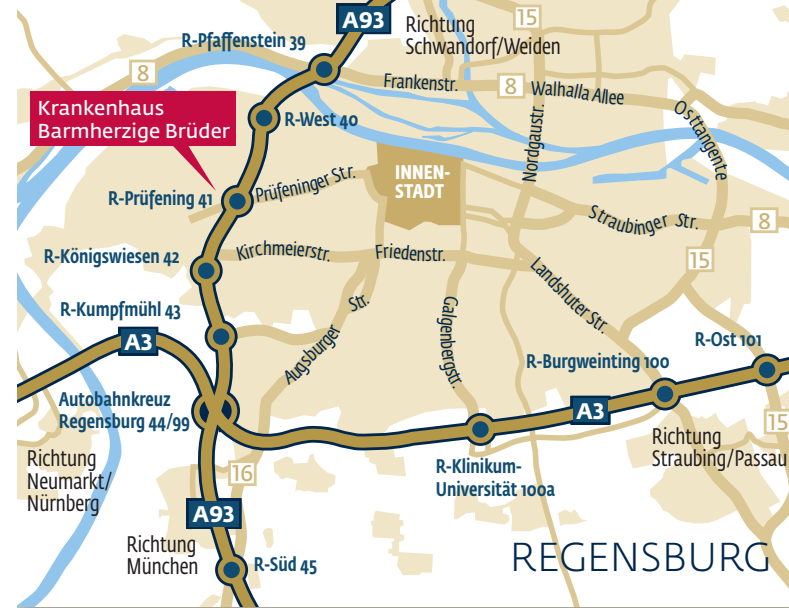 15
A93
Richtung
Schwandorf/Weiden
R-Pfaffenstein 39
8
Frankenstr.
8
Walhalla Allee
Krankenhaus
Barmherzige Brüder
R-West 40
Nordgaustr.
Osttangente
INNEN-
STADT
R-Prüfening 41
Prüfeninger Str.
Straubinger Str.
8
R-Königswiesen 42
Kirchmeierstr.
Friedenstr.
15
Landshuter Str.
R-Kumpfmühl 43
Augsburger Str.
Galgenbergstr.
A3
R-Ost 101
R-Burgweinting 100
Autobahnkreuz
Regensburg 44/99
A3
15
Richtung
Straubing/Passau
Richtung
Neumarkt/
Nürnberg
16
R-Klinikum-
Universität 100a
A93
Richtung
München
R-Süd 45
REGENSBURG